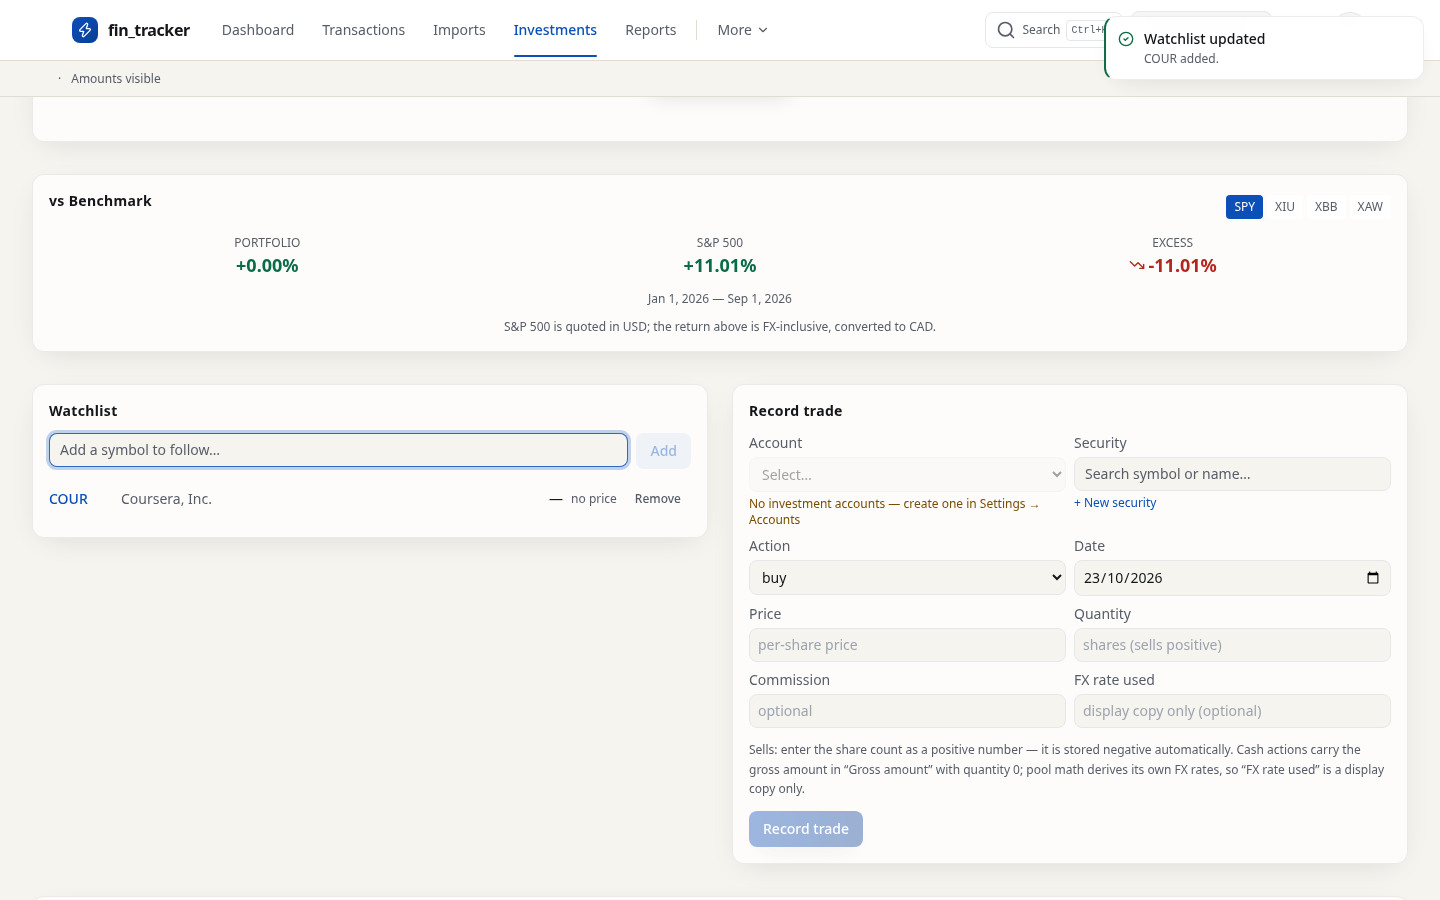 fin_tracker
Dashboard
Transactions
Imports
Investments
Reports
More
Search
Ctrl+
Watchlist updated
COUR added.
· Amounts visible
vs Benchmark
SPY
XIU
XBB
XAW
PORTFOLIO
+0.00%
S&P 500
+11.01%
EXCESS
-11.01%
Jan 1, 2026 — Sep 1, 2026
S&P 500 is quoted in USD; the return above is FX-inclusive, converted to CAD.
Watchlist
Add a symbol to follow...
Add
COUR Coursera, Inc. — no price Remove
Record trade
Account
Select...
No investment accounts — create one in Settings →
Accounts
Security
Search symbol or name...
+ New security
Action
buy
Date
23/10/2026
Price
per-share price
Quantity
shares (sells positive)
Commission
optional
FX rate used
display copy only (optional)
Sells: enter the share count as a positive number — it is stored negative automatically. Cash actions carry the
gross amount in “Gross amount” with quantity 0; pool math derives its own FX rates, so “FX rate used” is a display
copy only.
Record trade